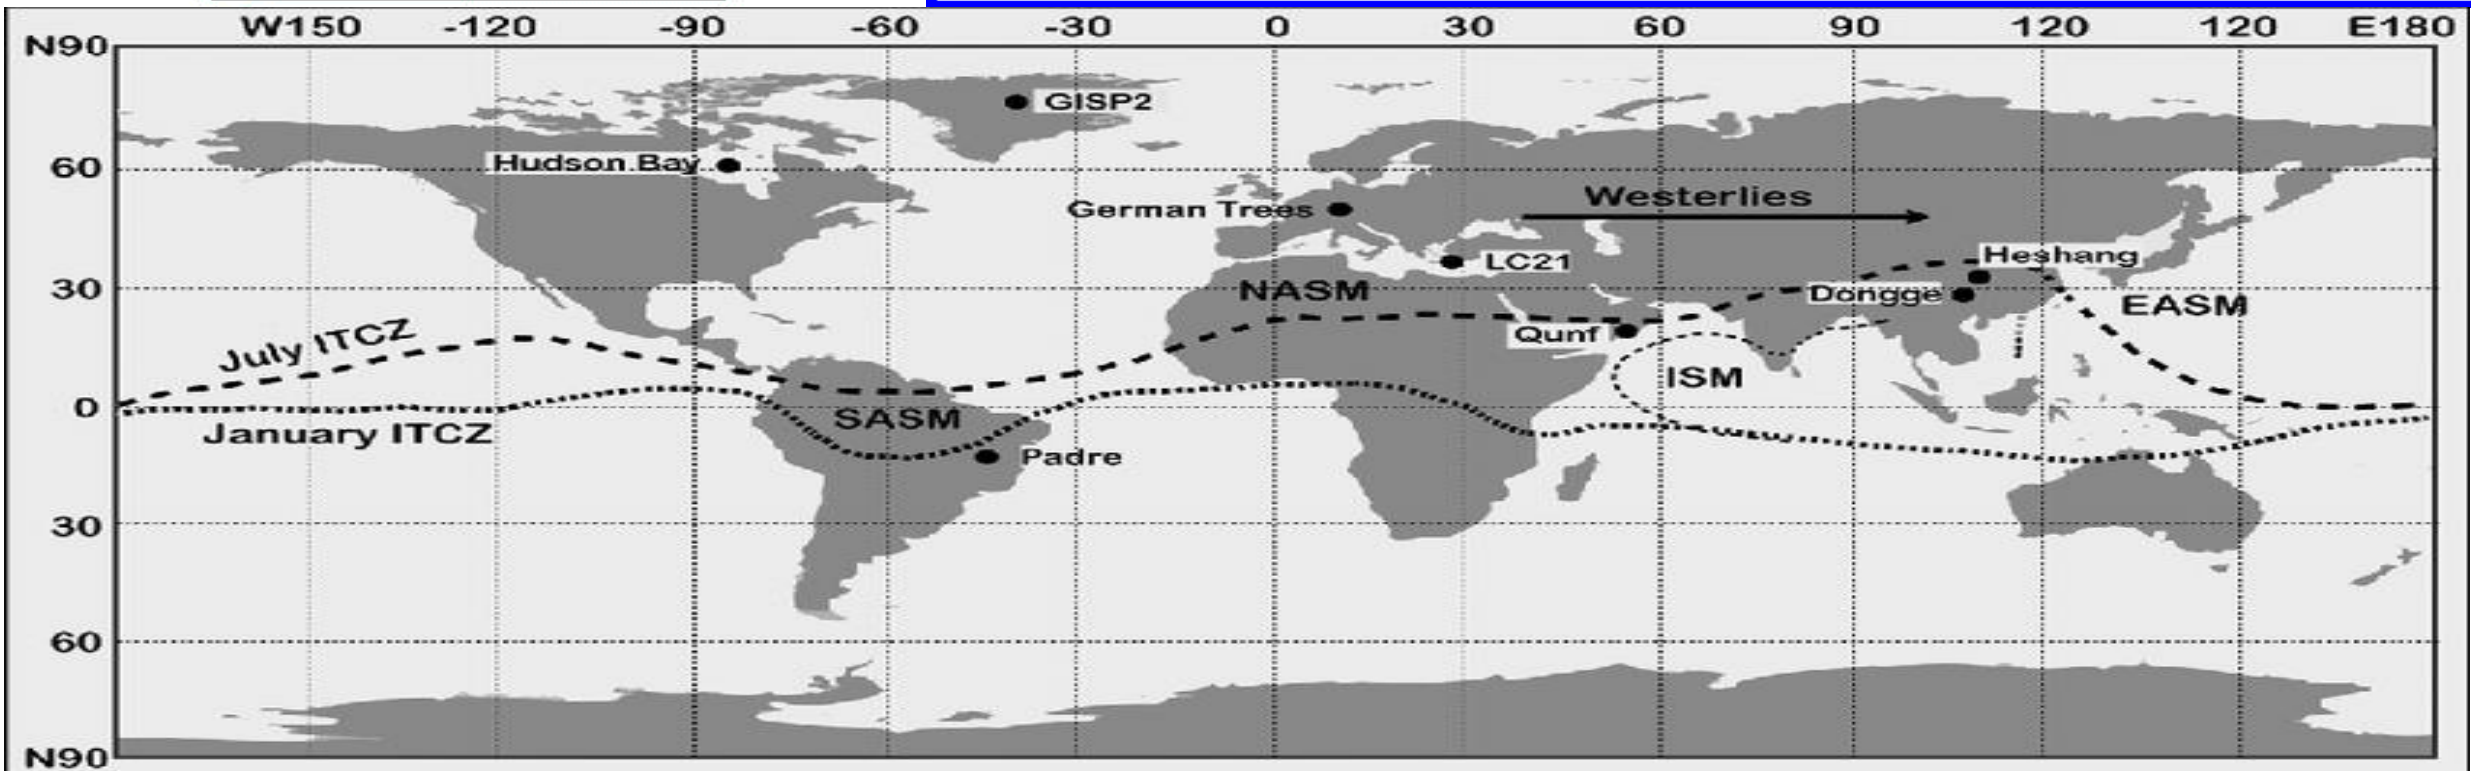 W150 -120 -90 -60 -30 0 30 60 90 120 120 E180
N90
GISP2
Hudson Bay
60
Westerlies
German Trees
Heshang
LC21
30
NASM
Dongge
EASM
July ITCZ
Qunf
ISM
0
SASM
January ITCZ
Padre
30
60
N90